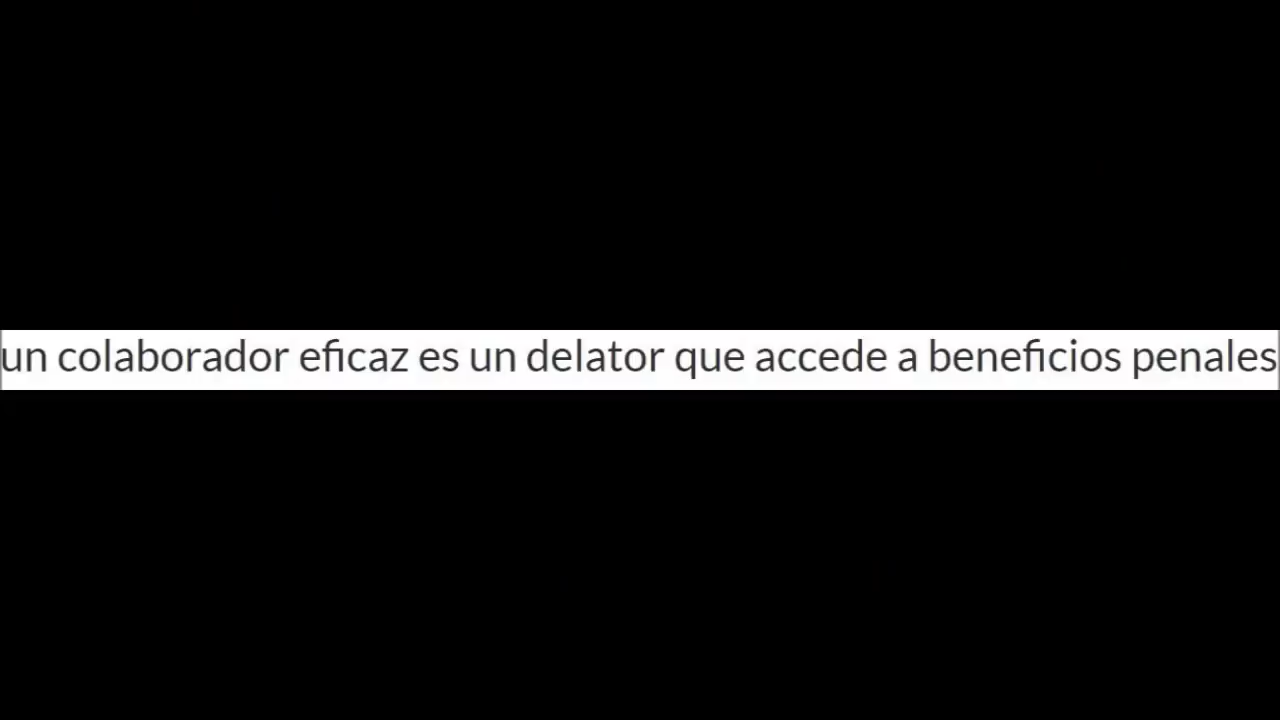 un colaborador eficaz es un delator que accede a beneficios penales